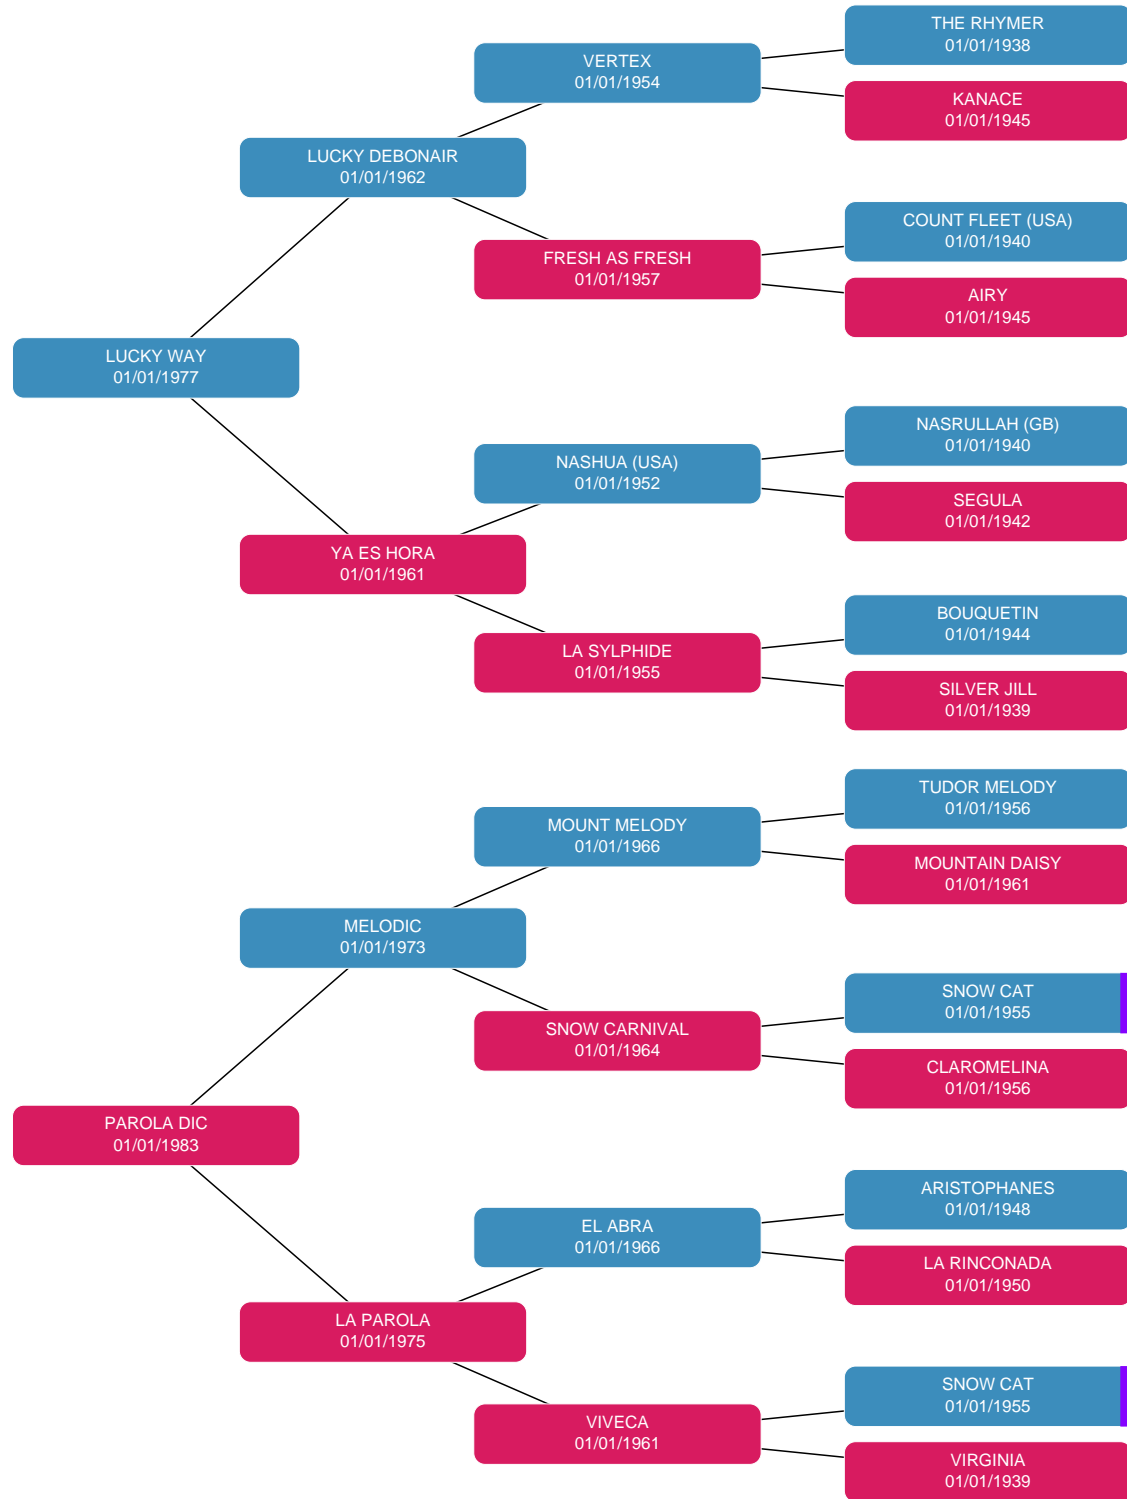 THE RHYMER
01/01/1938
VERTEX
01/01/1954
KANACE
01/01/1945
LUCKY DEBONAIR
01/01/1962
COUNT FLEET (USA)
01/01/1940
FRESH AS FRESH
01/01/1957
AIRY
01/01/1945
LUCKY WAY
01/01/1977
NASRULLAH (GB)
01/01/1940
NASHUA (USA)
01/01/1952
SEGULA
01/01/1942
YA ES HORA
01/01/1961
BOUQUETIN
01/01/1944
LA SYLPHIDE
01/01/1955
SILVER JILL
01/01/1939
TUDOR MELODY
01/01/1956
MOUNT MELODY
01/01/1966
MOUNTAIN DAISY
01/01/1961
MELODIC
01/01/1973
SNOW CAT
01/01/1955
SNOW CARNIVAL
01/01/1964
CLAROMELINA
01/01/1956
PAROLA DIC
01/01/1983
ARISTOPHANES
01/01/1948
EL ABRA
01/01/1966
LA RINCONADA
01/01/1950
LA PAROLA
01/01/1975
SNOW CAT
01/01/1955
VIVECA
01/01/1961
VIRGINIA
01/01/1939